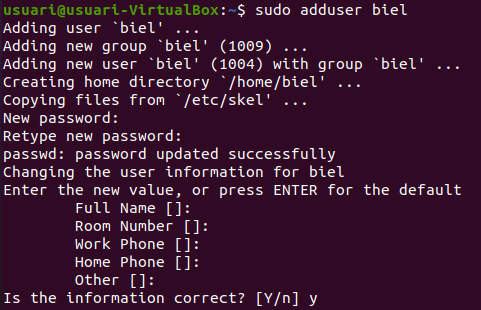 usuari@usuari-VirtualBox:~$ sudo adduser biel
Adding user `biel' ...
Adding new group `biel' (1009) ...
Adding new user `biel' (1004) with group `biel' ...
Creating home directory `/home/biel' ...
Copying files from `/etc/skel' ...
New password:
Retype new password:
passwd: password updated successfully
Changing the user information for biel
Enter the new value, or press ENTER for the default
        Full Name []:
        Room Number []:
        Work Phone []:
        Home Phone []:
        Other []:
Is the information correct? [Y/n] y